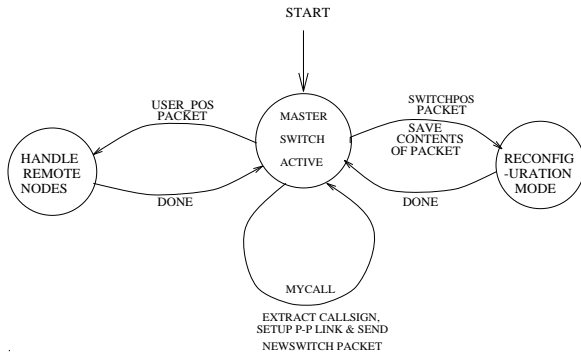 START
USER_POS
PACKET
MASTER
SWITCH
ACTIVE
SWITCHPOS
PACKET
SAVE
CONTENTS
OF PACKET
HANDLE
REMOTE
NODES
RECONFIG
-URATION
MODE
DONE
DONE
MYCALL
EXTRACT CALLSIGN,
SETUP P-P LINK & SEND
NEWSWITCH PACKET